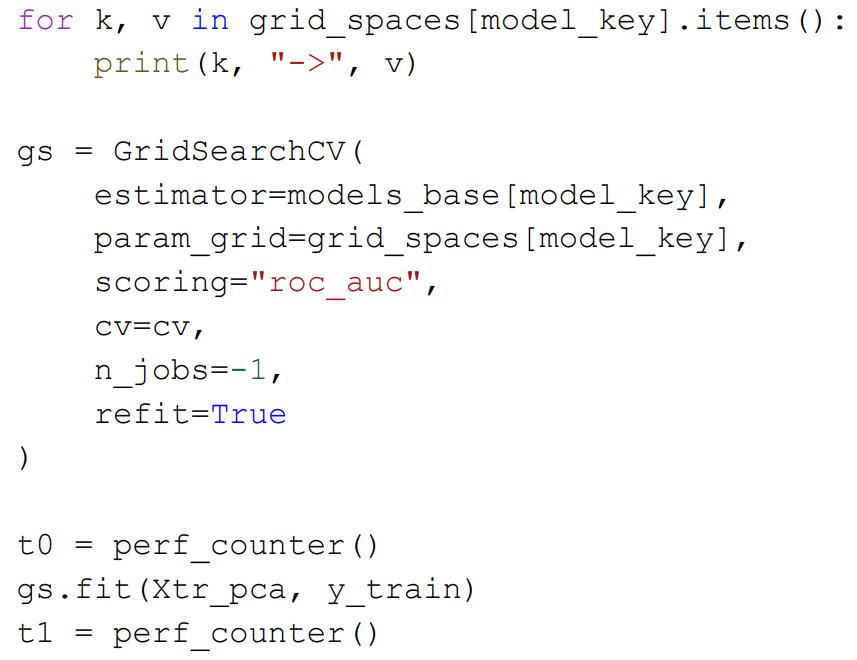 for k, v in grid_spaces[model_key].items():
    print(k, "->", v)

gs = GridSearchCV(
    estimator=models_base[model_key],
    param_grid=grid_spaces[model_key],
    scoring="roc_auc",
    cv=cv,
    n_jobs=-1,
    refit=True
)

t0 = perf_counter()
gs.fit(Xtr_pca, y_train)
t1 = perf_counter()